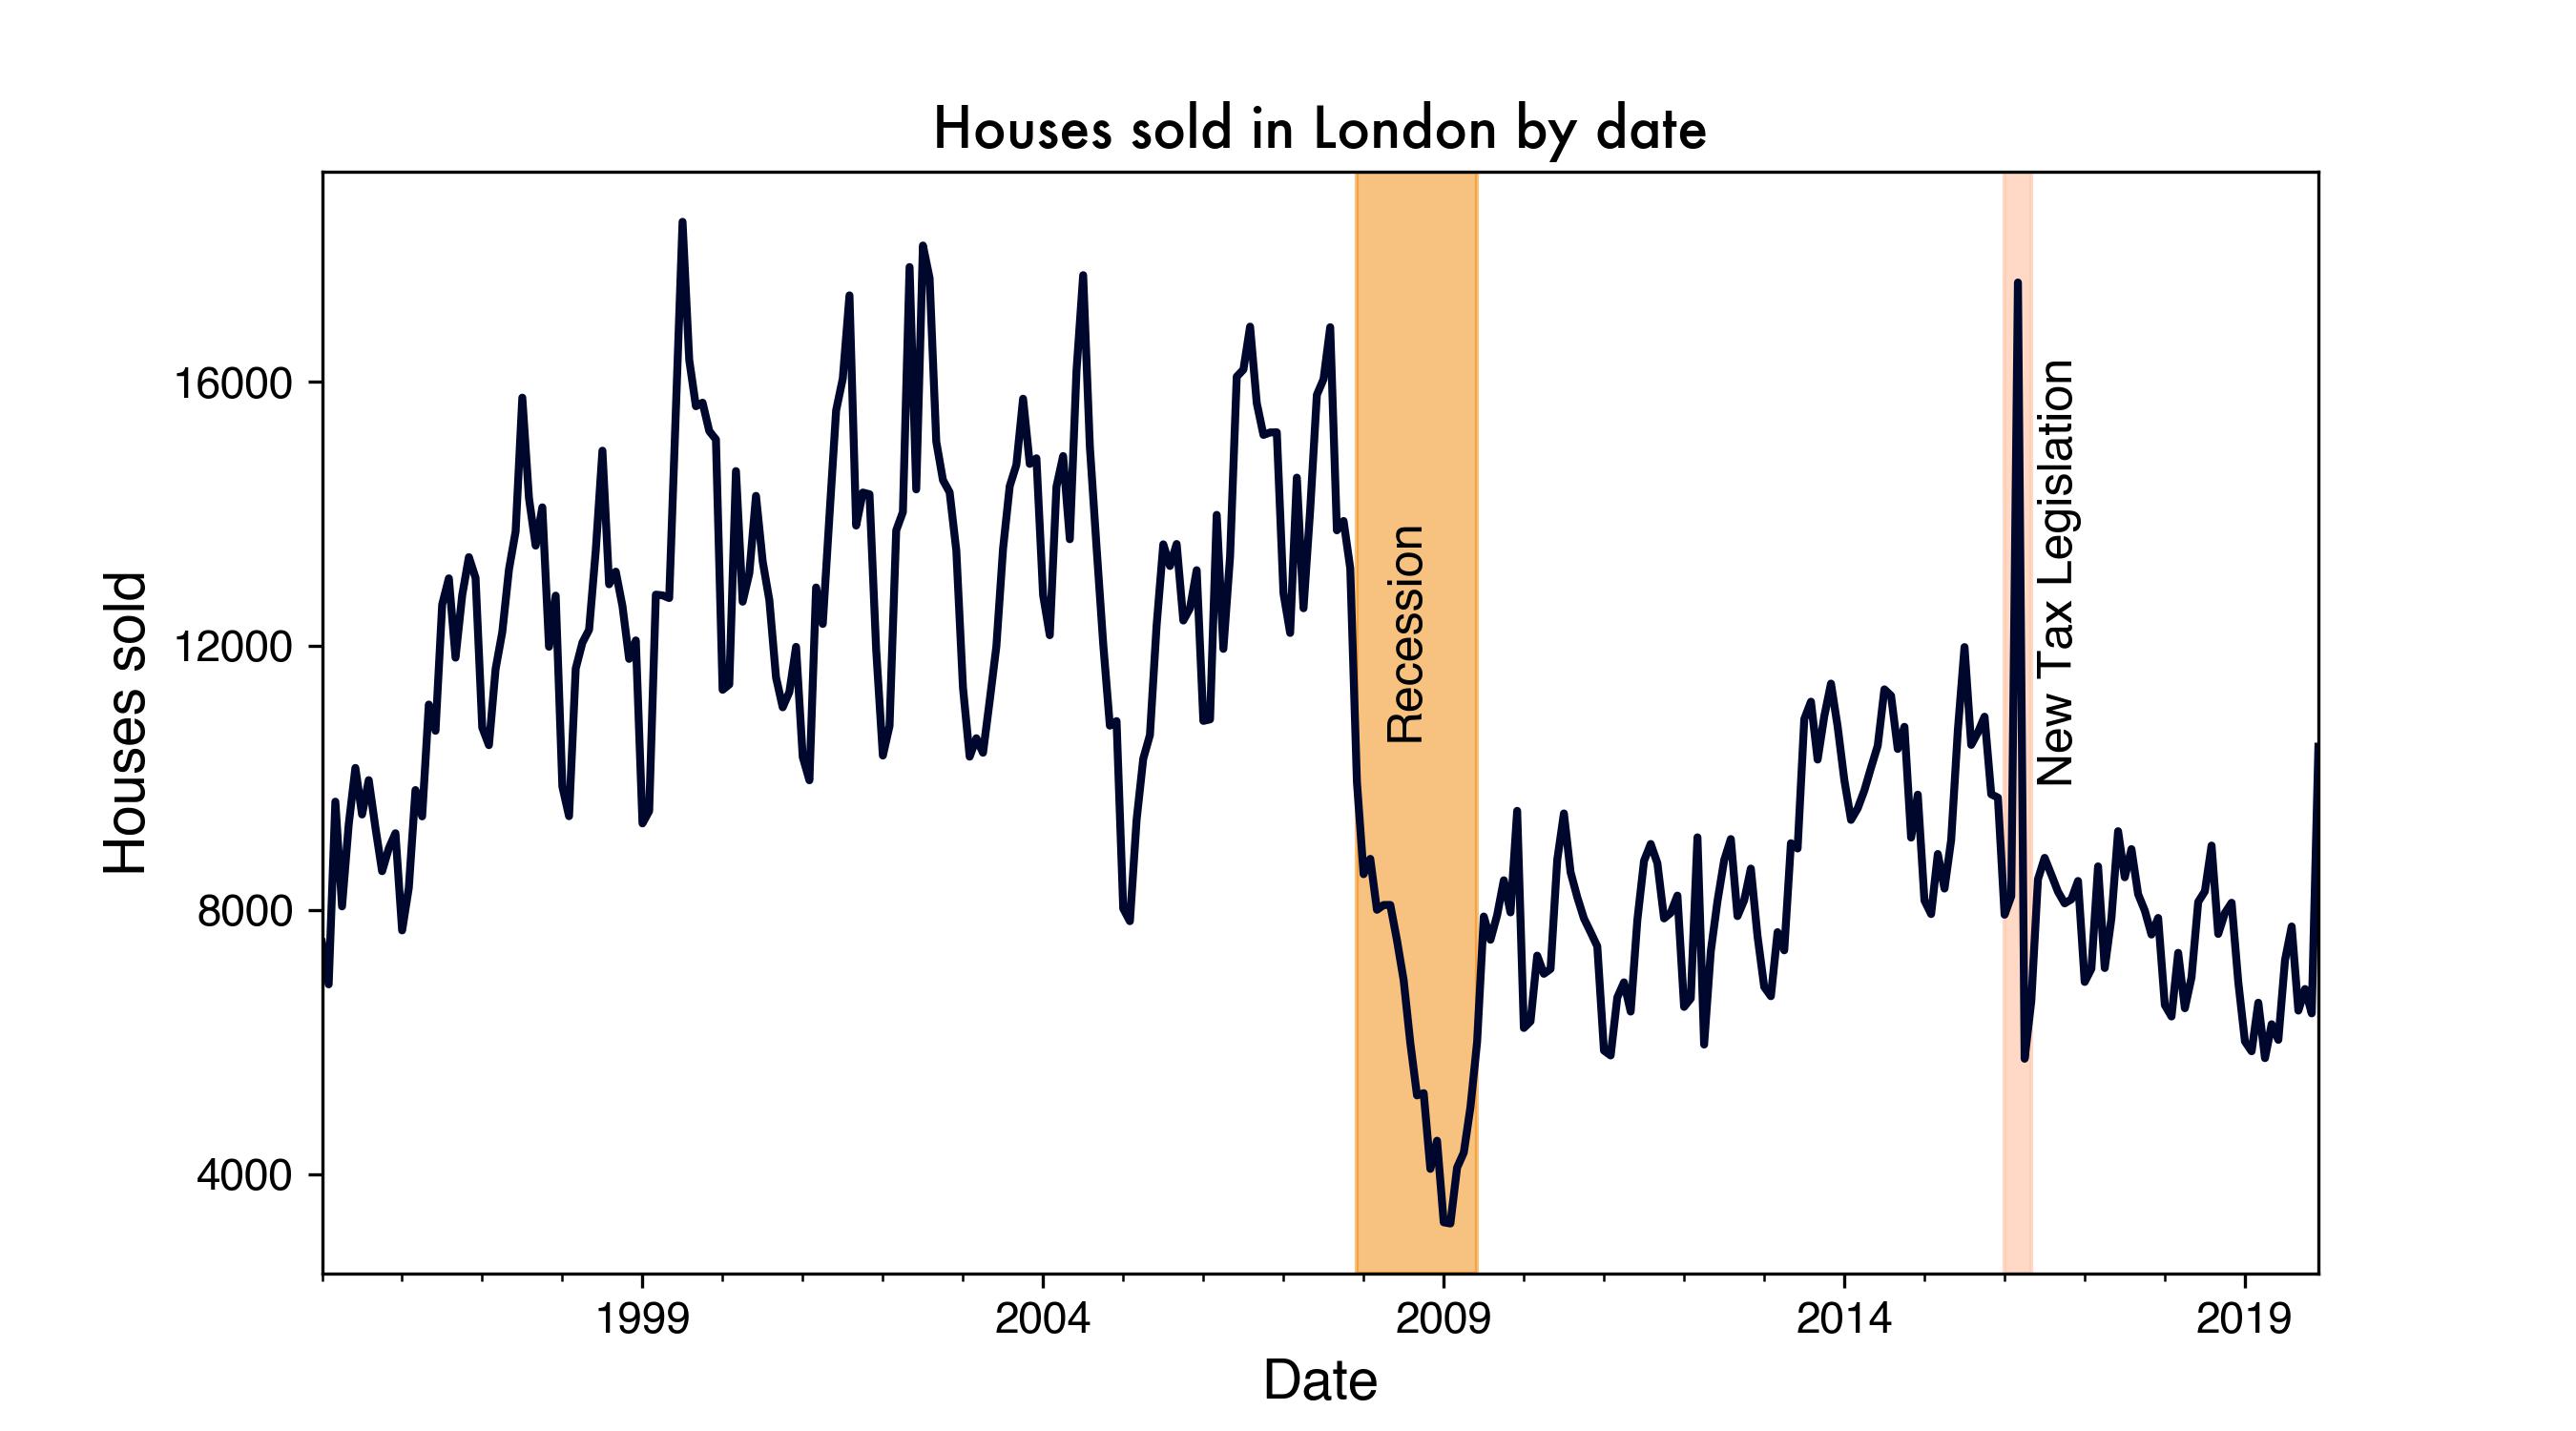 Houses sold in London by date
Houses sold
16000
12000
8000
4000
Recession
New Tax Legislation
1999
2004
2009
2014
2019
Date